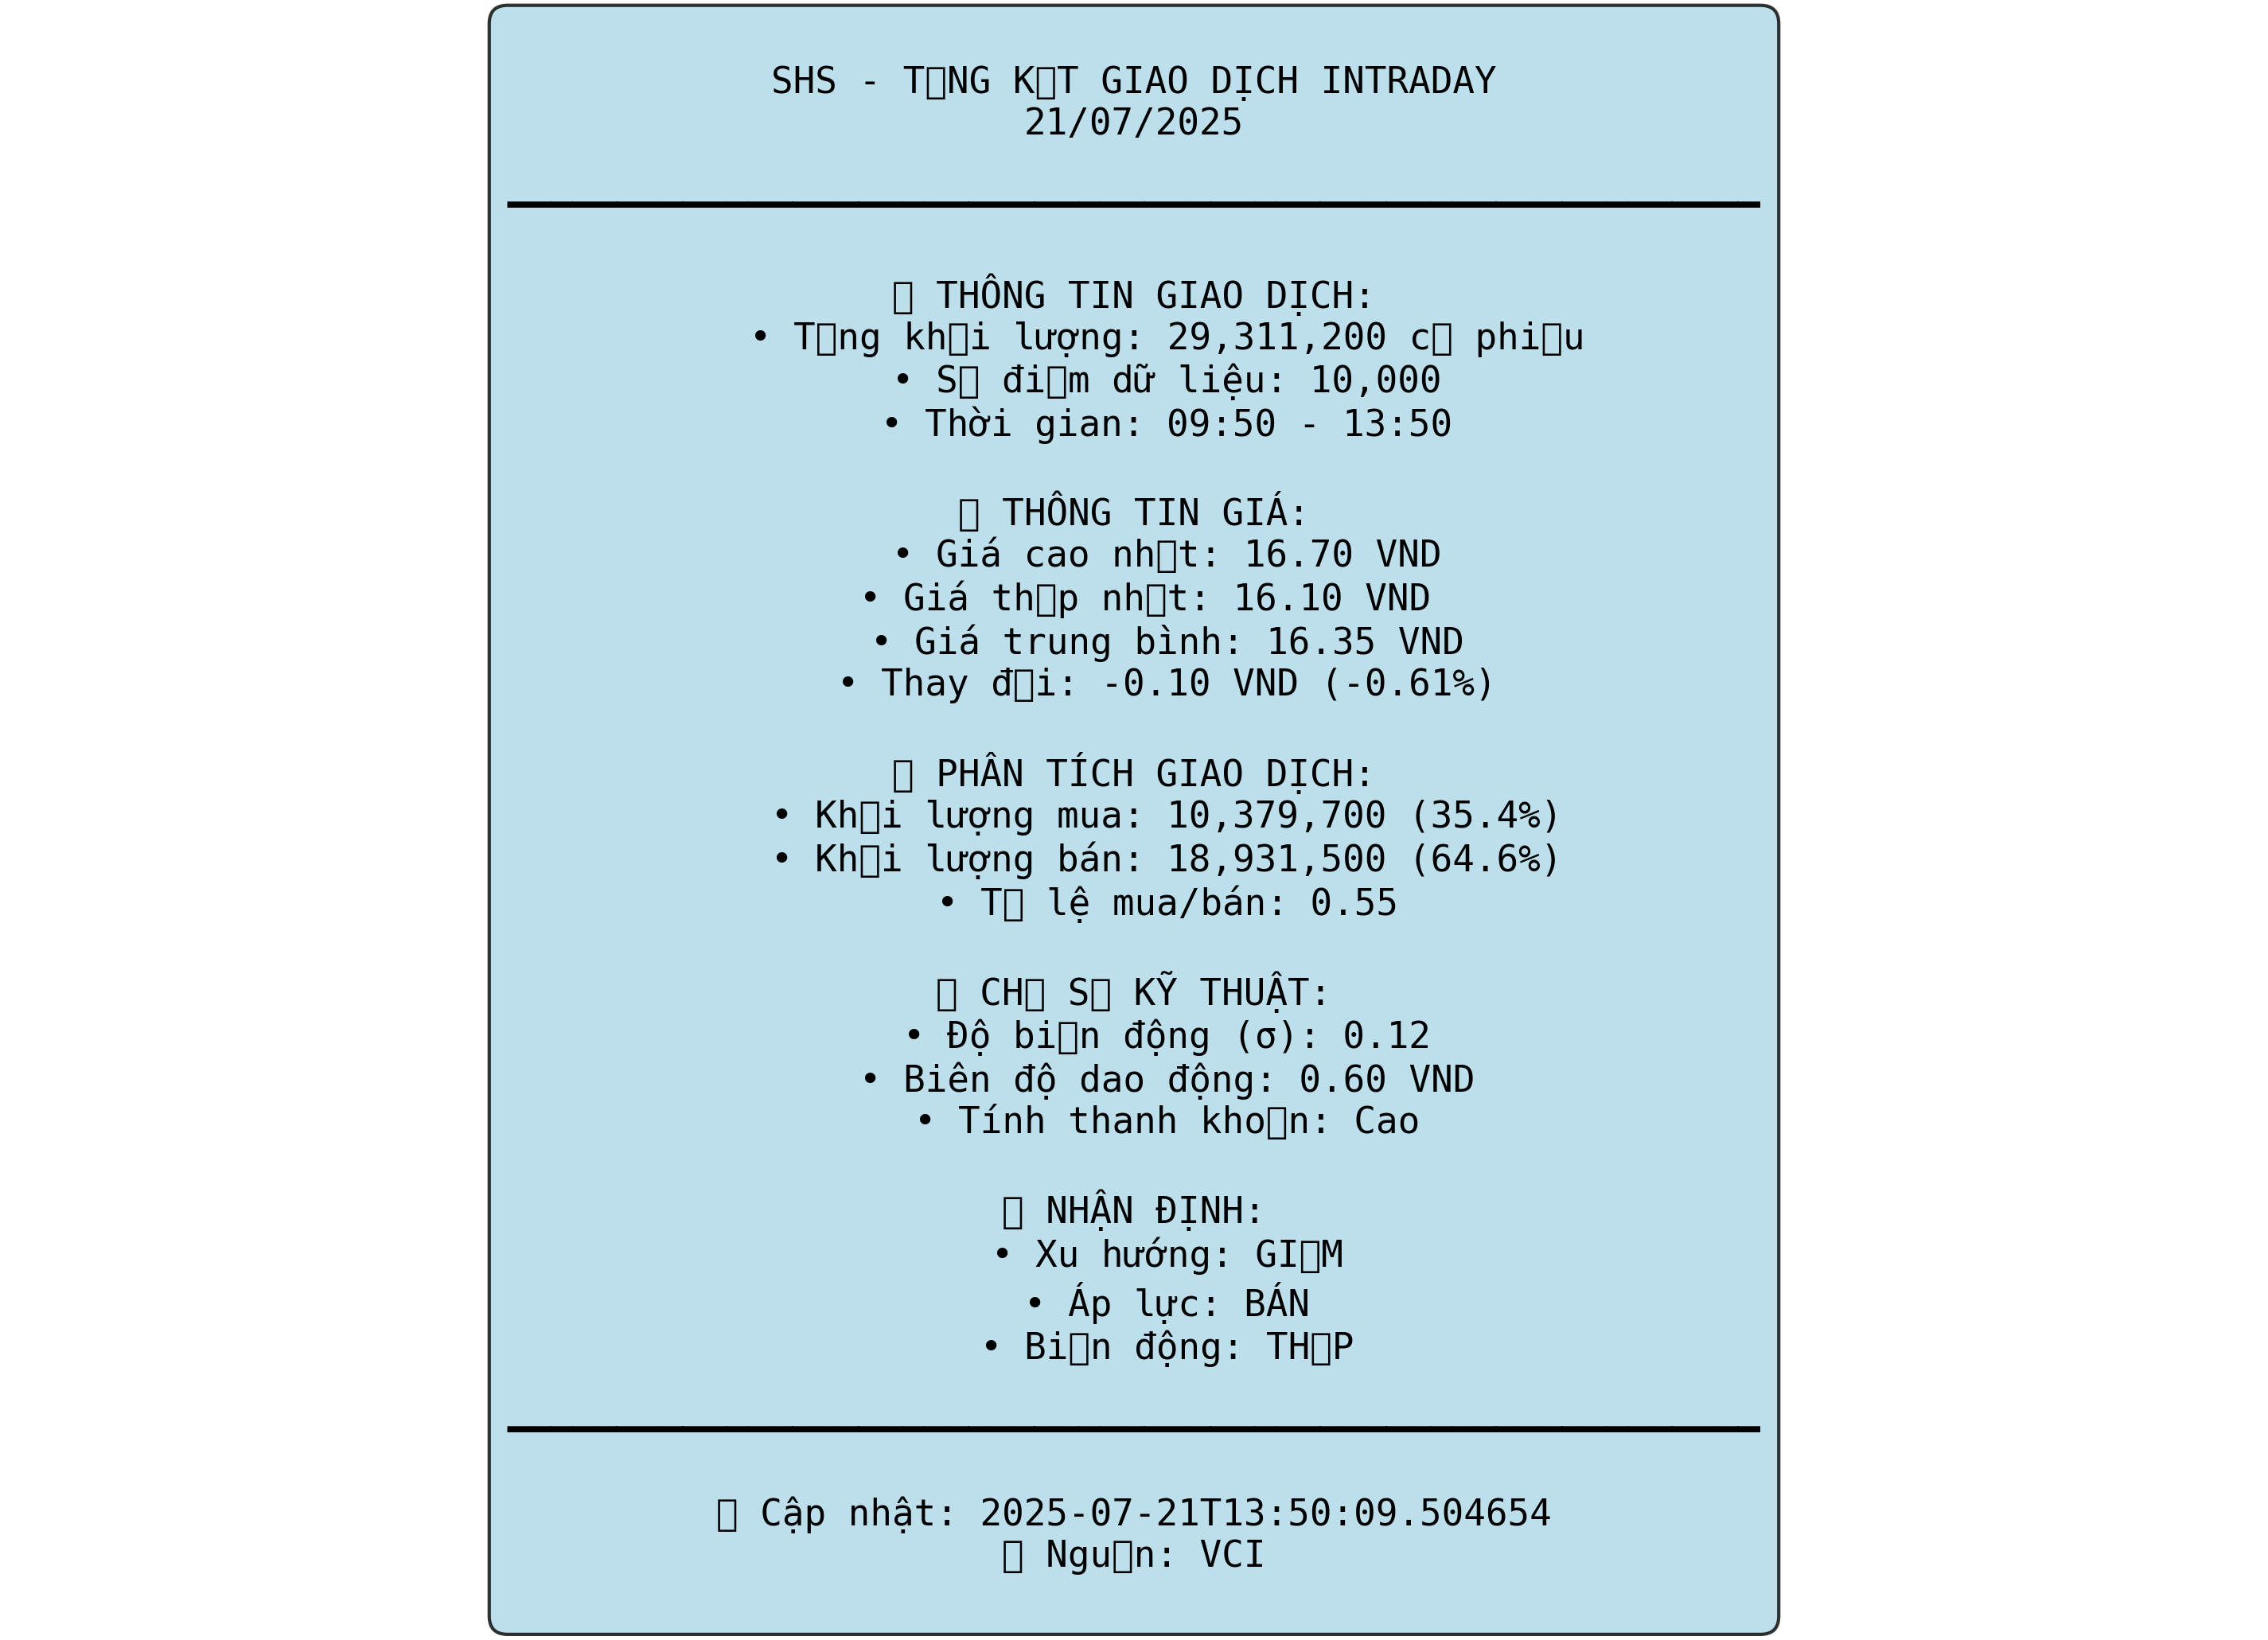 SHS - T▯NG K▯T GIAO DỊCH INTRADAY
21/07/2025
▯ THÔNG TIN GIAO DỊCH:
• T▯ng kh▯i lượng: 29,311,200 c▯ phi▯u
• S▯ đi▯m dữ liệu: 10,000
• Thời gian: 09:50 - 13:50
▯ THÔNG TIN GIÁ:
• Giá cao nh▯t: 16.70 VND
• Giá th▯p nh▯t: 16.10 VND
• Giá trung bình: 16.35 VND
• Thay đ▯i: -0.10 VND (-0.61%)
▯ PHÂN TÍCH GIAO DỊCH:
• Kh▯i lượng mua: 10,379,700 (35.4%)
• Kh▯i lượng bán: 18,931,500 (64.6%)
• T▯ lệ mua/bán: 0.55
▯ CH▯ S▯ KỸ THUẬT:
• Độ bi▯n động (σ): 0.12
• Biên độ dao động: 0.60 VND
• Tính thanh kho▯n: Cao
▯ NHẬN ĐỊNH:
• Xu hướng: GI▯M
• Áp lực: BÁN
• Bi▯n động: TH▯P
▯ Cập nhật: 2025-07-21T13:50:09.504654
▯ Ngu▯n: VCI